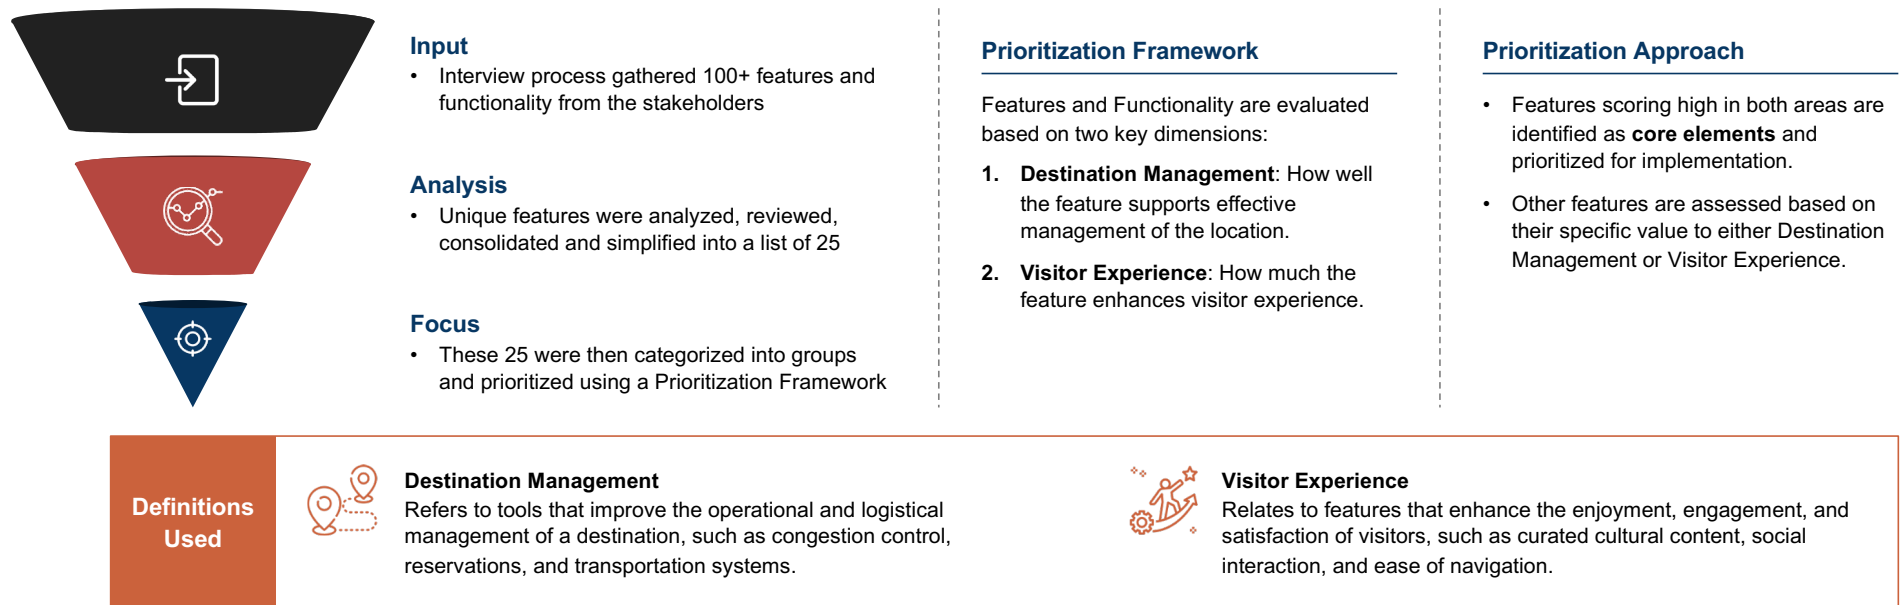 Input
• Interview process gathered 100+ features and
functionality from the stakeholders
Analysis
• Unique features were analyzed, reviewed,
consolidated and simplified into a list of 25
Focus
• These 25 were then categorized into groups
and prioritized using a Prioritization Framework
Prioritization Framework
Features and Functionality are evaluated
based on two key dimensions:
1. Destination Management: How well
the feature supports effective
management of the location.
2. Visitor Experience: How much the
feature enhances visitor experience.
Prioritization Approach
• Features scoring high in both areas are
identified as core elements and
prioritized for implementation.
• Other features are assessed based on
their specific value to either Destination
Management or Visitor Experience.
Definitions
Used
Destination Management
Refers to tools that improve the operational and logistical
management of a destination, such as congestion control,
reservations, and transportation systems.
Visitor Experience
Relates to features that enhance the enjoyment, engagement, and
satisfaction of visitors, such as curated cultural content, social
interaction, and ease of navigation.